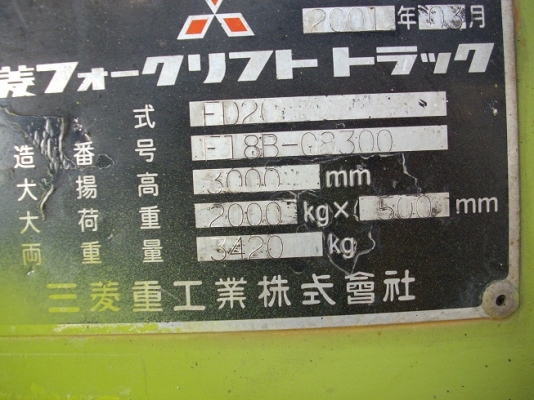 2001年 03月
菱フォークリフト トラック
式 FD20
造番号 F18B-08300
大揚高 3000 mm
大荷重 2000 kg× 500 mm
両重量 3420 kg
三菱重工業株式會社